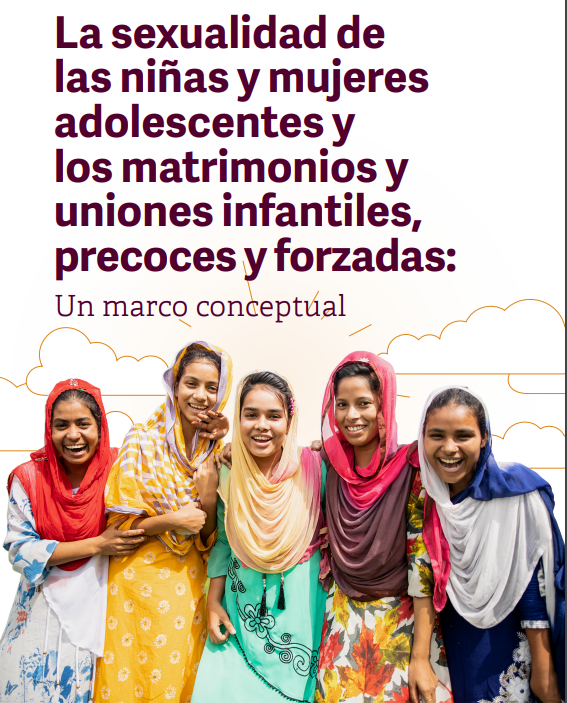 La sexualidad de
las niñas y mujeres
adolescentes y
los matrimonios y
uniones infantiles,
precoces y forzadas:
Un marco conceptual